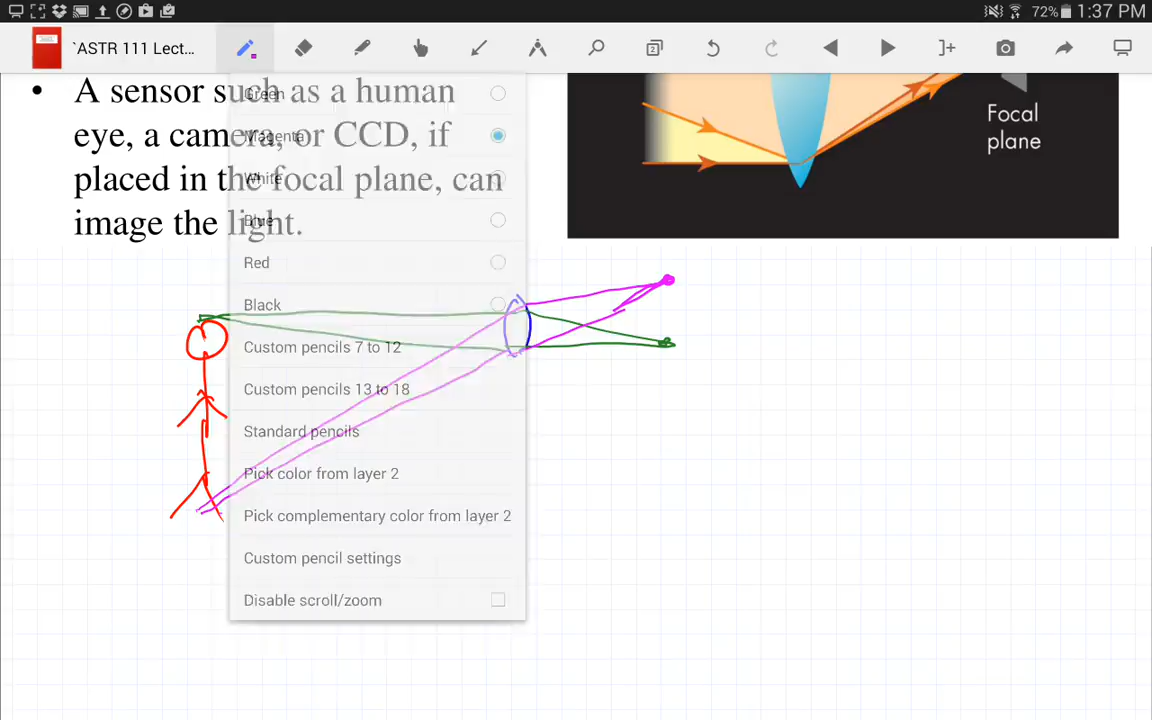 72% 1:37 PM
`ASTR 111 Lect...
2
]+
• A sensor such as a human
eye, a camera, or CCD, if
placed in the focal plane, can
image the light.
Focal
plane
Green
Magenta
White
Blue
Red
Black
Custom pencils 7 to 12
Custom pencils 13 to 18
Standard pencils
Pick color from layer 2
Pick complementary color from layer 2
Custom pencil settings
Disable scroll/zoom